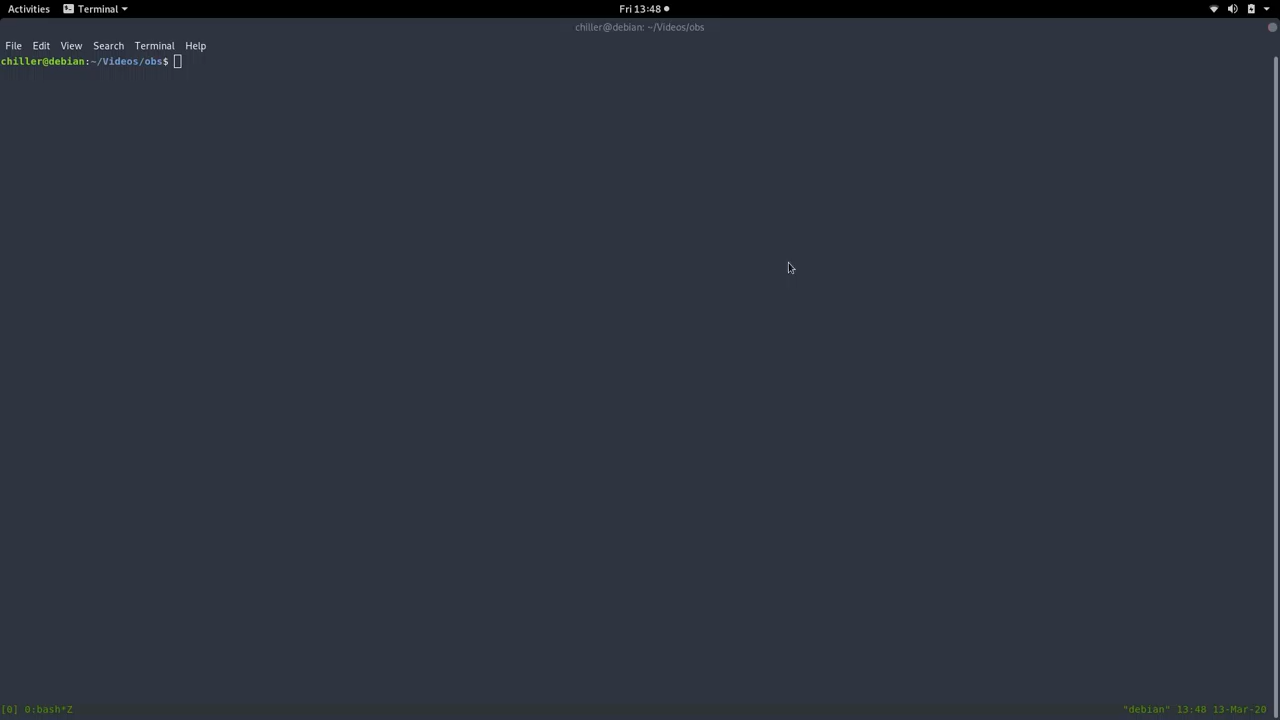 Activities Terminal Fri 13:48
chiller@debian: ~/Videos/obs
File Edit View Search Terminal Help
chiller@debian:~/Videos/obs$
[0] 0:bash*Z "debian" 13:48 13-Mar-20